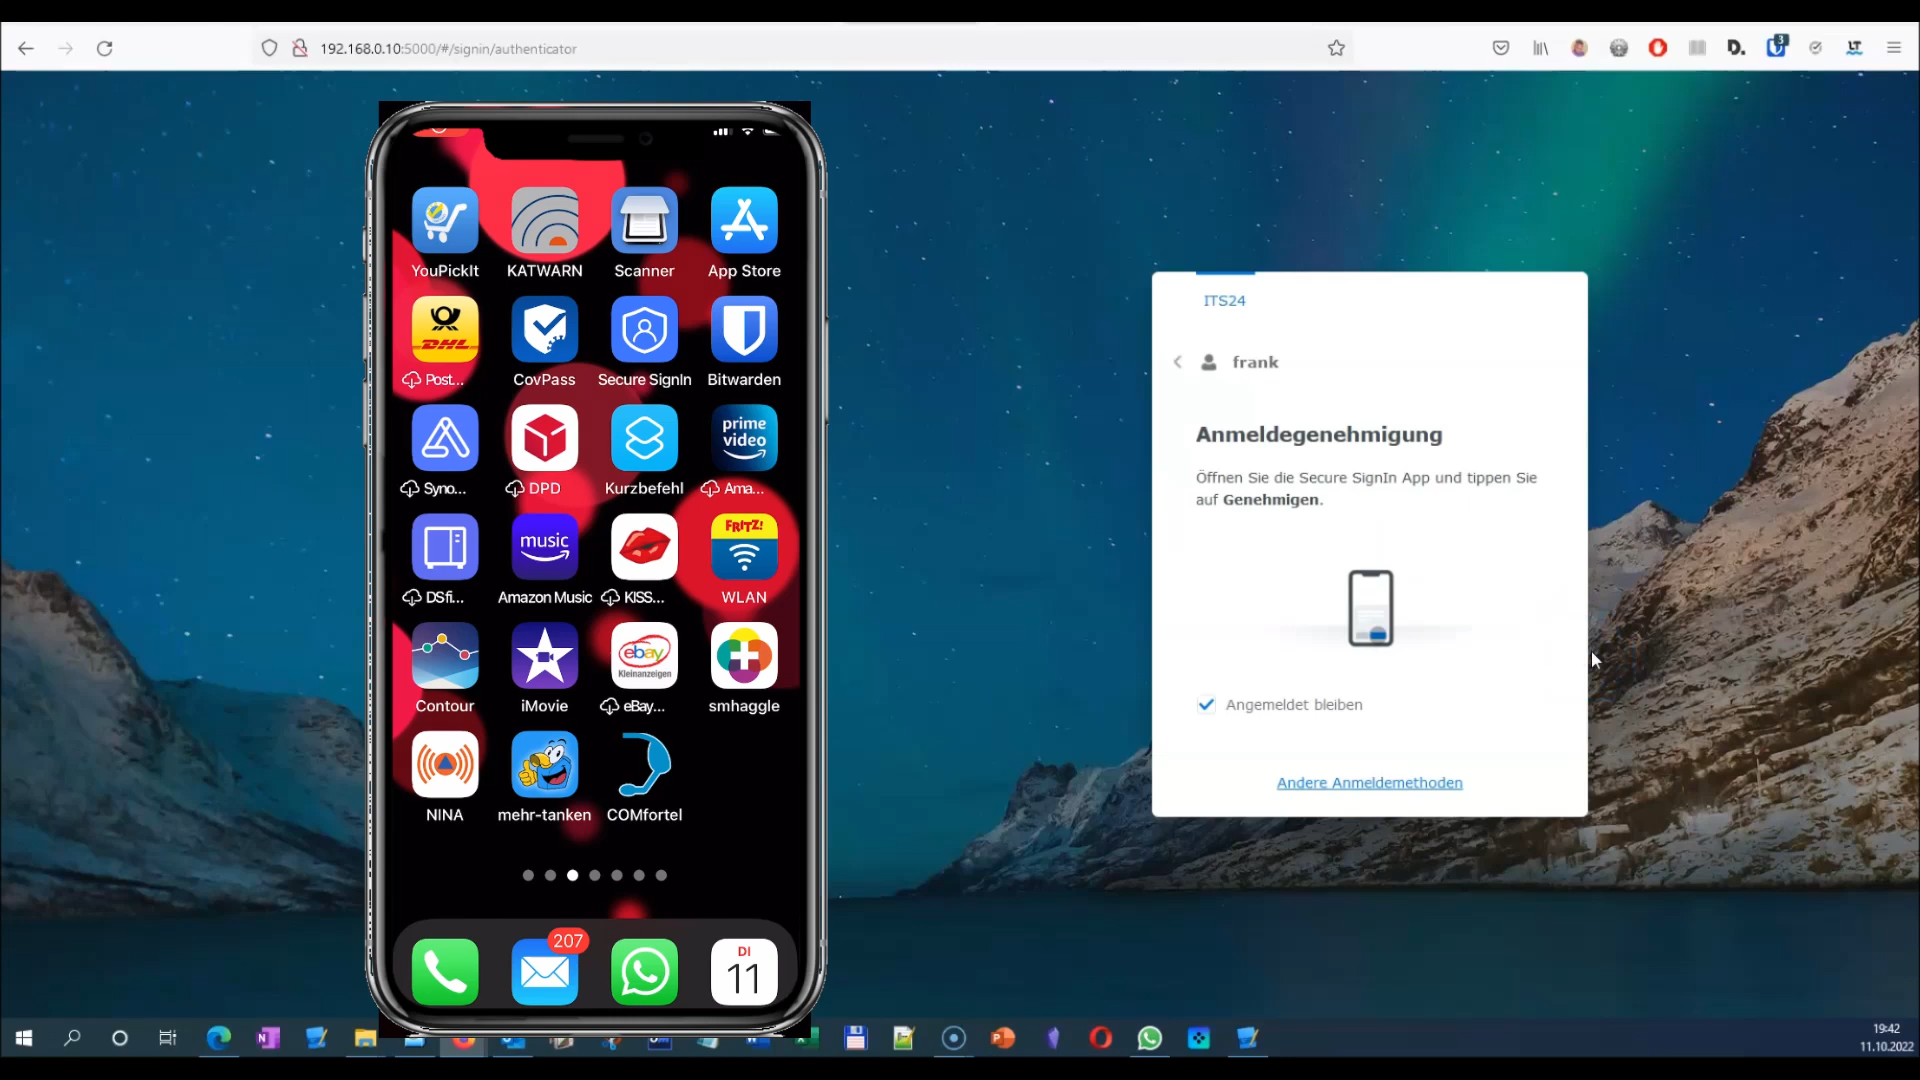 192.168.0.10:5000/#/signin/authenticator
3
D.
LT
YouPickIt
KATWARN
Scanner
App Store
DHL
Post...
CovPass
Secure SignIn
Bitwarden
prime
video
Syno...
DPD
Kurzbefehl
Ama...
music
FRITZ!
DSfi...
Amazon Music
KISS...
WLAN
ebay
Kleinanzeigen
Contour
iMovie
eBay...
smhaggle
NINA
mehr-tanken
COMfortel
207
DI
11
ITS24
frank
Anmeldegenehmigung
Öffnen Sie die Secure SignIn App und tippen Sie
auf Genehmigen.
Angemeldet bleiben
Andere Anmeldemethoden
19:42
11.10.2022